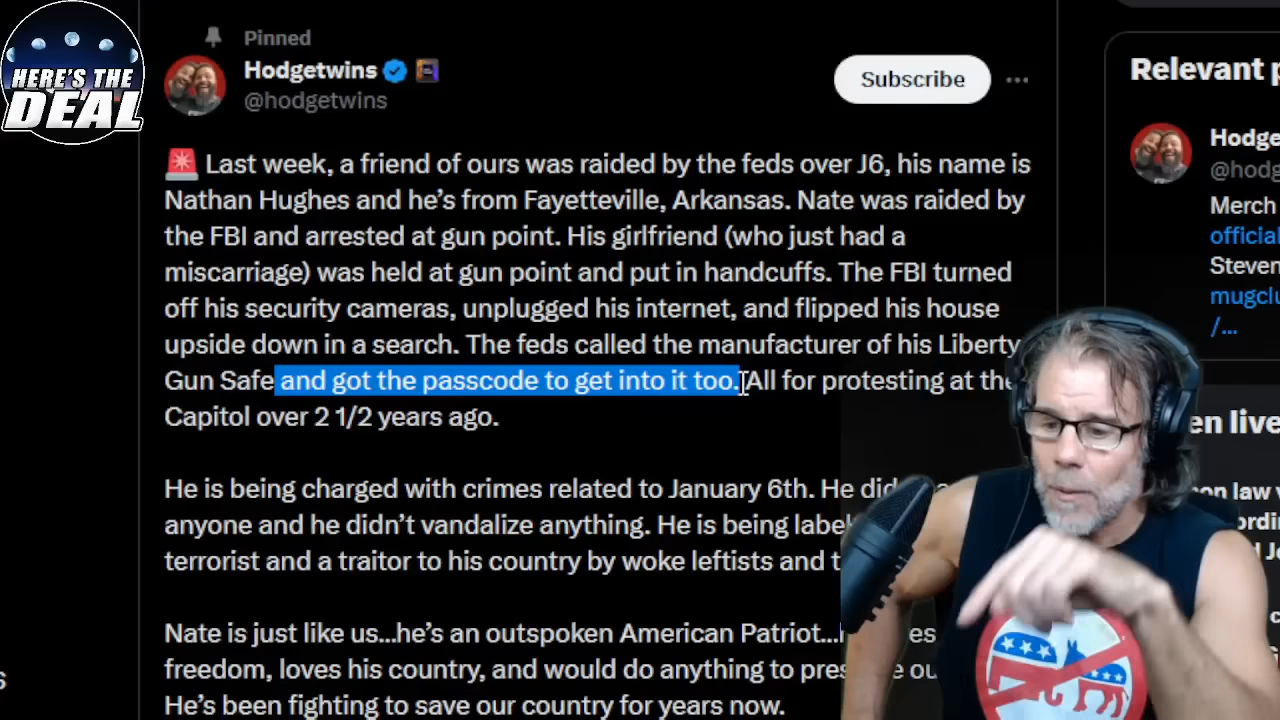 HERE'S THE
DEAL
Pinned
Hodgetwins
@hodgetwins
Subscribe
🚨 Last week, a friend of ours was raided by the feds over J6, his name is
Nathan Hughes and he’s from Fayetteville, Arkansas. Nate was raided by
the FBI and arrested at gun point. His girlfriend (who just had a
miscarriage) was held at gun point and put in handcuffs. The FBI turned
off his security cameras, unplugged his internet, and flipped his house
upside down in a search. The feds called the manufacturer of his Liberty
Gun Safe and got the passcode to get into it too. All for protesting at the
Capitol over 2 1/2 years ago.
He is being charged with crimes related to January 6th. He
anyone and he didn’t vandalize anything. He is being
terrorist and a traitor to his country by woke leftists and
Nate is just like us...he’s an outspoken American Patriot...
freedom, loves his country, and would do anything to
He’s been fighting to save our country for years now.
Relevant
Merch
Steven
/...
live
law